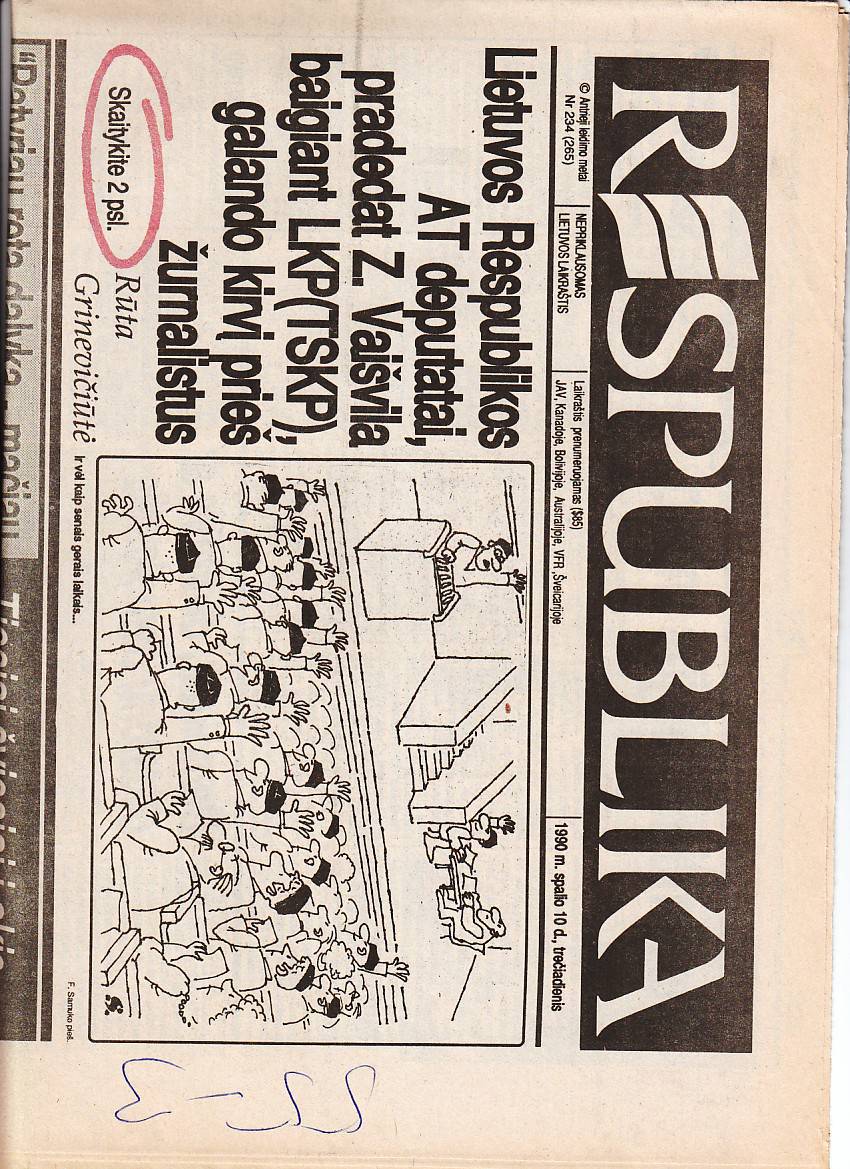 RESPUBLIKA
© Antrieji leidimo metai
Nr 234 (265)
NEPRIKLAUSOMAS
LIETUVOS LAIKRAŠTIS
Laikraštis prenumeruojamas ($85)
JAV, Kanadoje, Bolivijoje, Australijoje, VFR, Šveicarijoje
1990 m. spalio 10 d., trečiadienis
Lietuvos Respublikos
AT deputatai,
pradedat Z. Vaišvila
baigiant LKP(TSKP),
galando kirvį prieš
žurnalistus
Rūta
Grinevičiūtė
Skaitykite 2 psl.
Ir vėl kaip senais gerais laikais...
F. Samuko pieš.